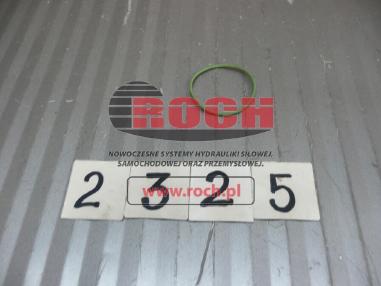 ROCH
NOWOCZESNE SYSTEMY HYDRAULIKI SIŁOWEJ,
SAMOCHODOWEJ ORAZ PRZEMYSŁOWEJ.
2 3 2 5
www.roch.pl